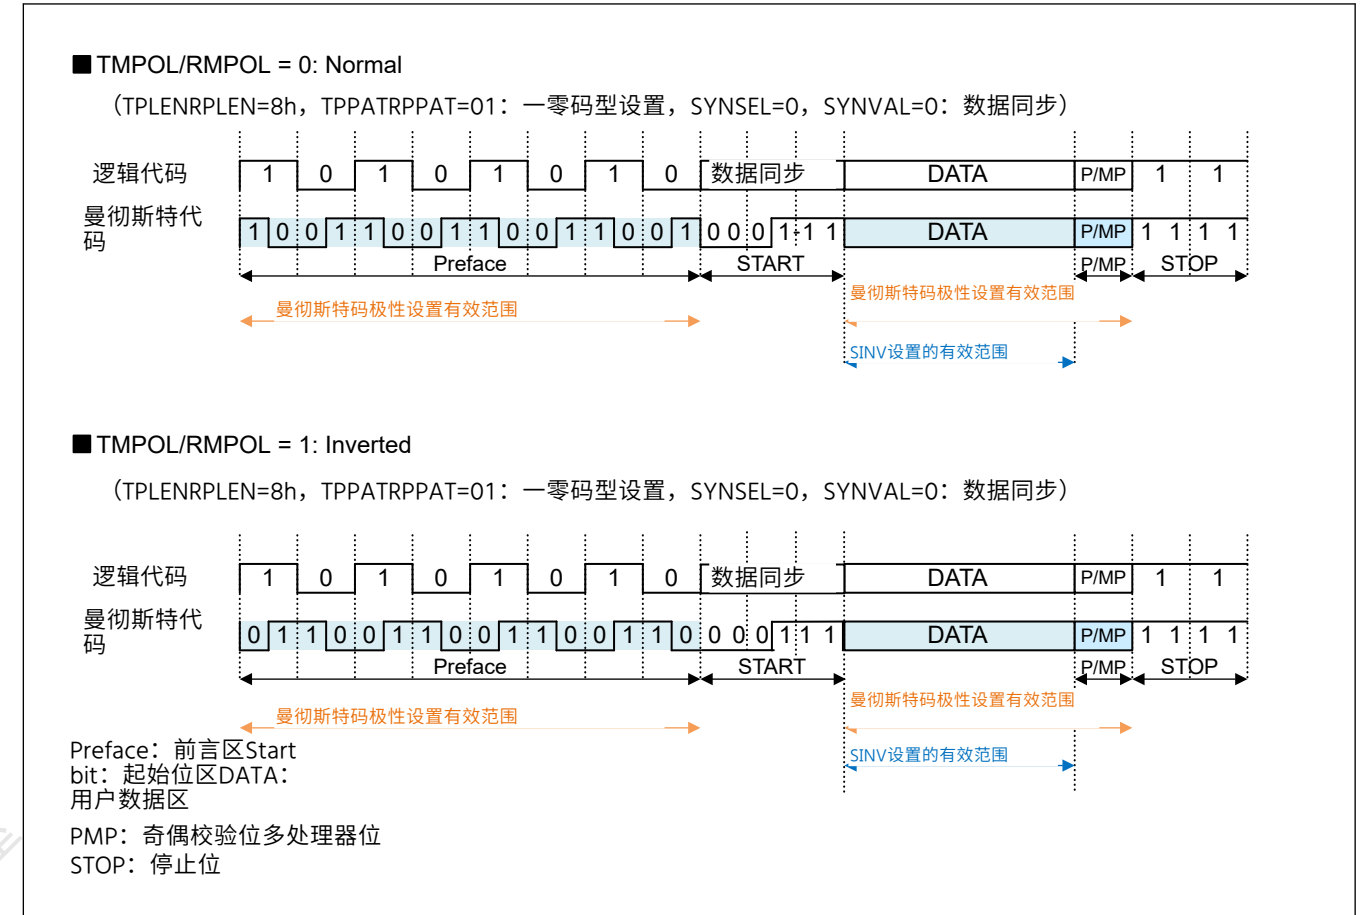 ■ TMPOL/RMPOL = 0: Normal
（TPLENRPLEN=8h，TPPATRPPAT=01：一零码型设置，SYNSEL=0，SYNVAL=0：数据同步）
逻辑代码 1 0 1 0 1 0 1 0 数据同步 DATA P/MP 1 1
曼彻斯特代
码
1 0 0 1 1 0 0 1 1 0 0 1 1 0 0 1 0 0 0 1 1 1 DATA P/MP 1 1 1 1
Preface START P/MP STOP
曼彻斯特码极性设置有效范围 曼彻斯特码极性设置有效范围
SINV设置的有效范围
■ TMPOL/RMPOL = 1: Inverted
（TPLENRPLEN=8h，TPPATRPPAT=01：一零码型设置，SYNSEL=0，SYNVAL=0：数据同步）
逻辑代码 1 0 1 0 1 0 1 0 数据同步 DATA P/MP 1 1
曼彻斯特代
码
0 1 1 0 0 1 1 0 0 1 1 0 0 1 1 0 0 0 0 1 1 1 DATA P/MP 1 1 1 1
Preface START P/MP STOP
曼彻斯特码极性设置有效范围 曼彻斯特码极性设置有效范围
SINV设置的有效范围
Preface：前言区Start
bit：起始位区DATA：
用户数据区
PMP：奇偶校验位多处理器位
STOP：停止位